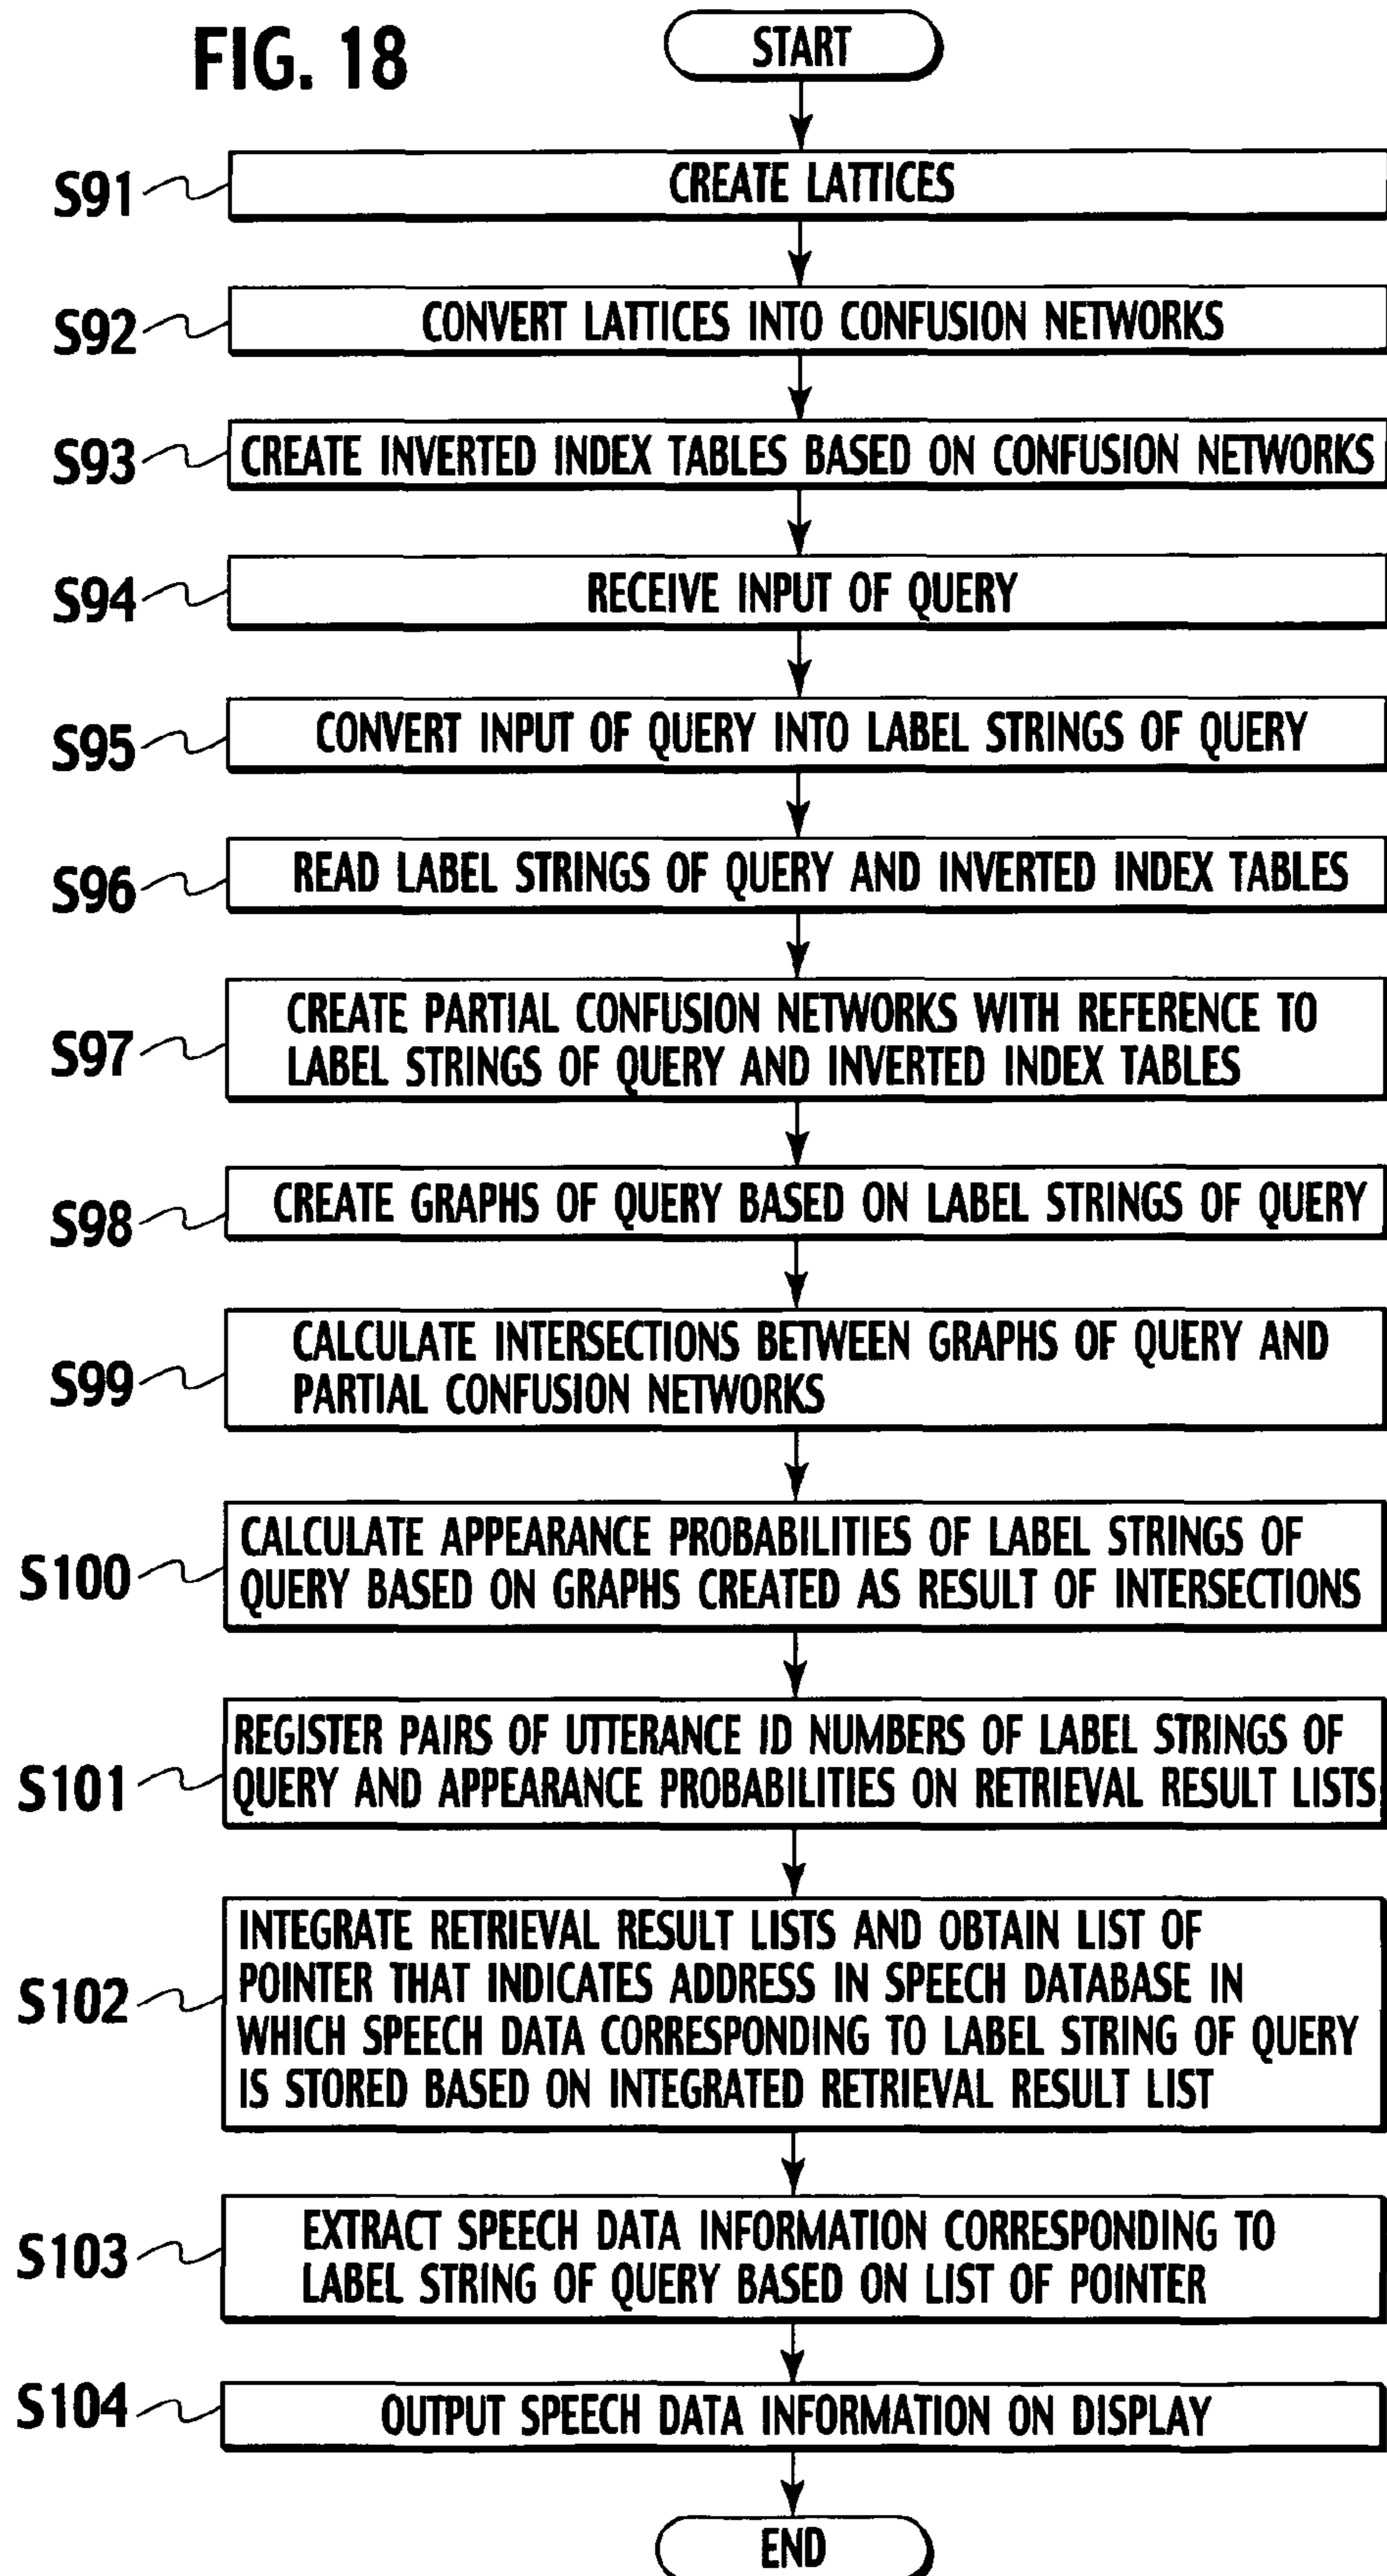 FIG. 18
START
S91
CREATE LATTICES
S92
CONVERT LATTICES INTO CONFUSION NETWORKS
S93
CREATE INVERTED INDEX TABLES BASED ON CONFUSION NETWORKS
S94
RECEIVE INPUT OF QUERY
S95
CONVERT INPUT OF QUERY INTO LABEL STRINGS OF QUERY
S96
READ LABEL STRINGS OF QUERY AND INVERTED INDEX TABLES
S97
CREATE PARTIAL CONFUSION NETWORKS WITH REFERENCE TO
LABEL STRINGS OF QUERY AND INVERTED INDEX TABLES
S98
CREATE GRAPHS OF QUERY BASED ON LABEL STRINGS OF QUERY
S99
CALCULATE INTERSECTIONS BETWEEN GRAPHS OF QUERY AND
PARTIAL CONFUSION NETWORKS
S100
CALCULATE APPEARANCE PROBABILITIES OF LABEL STRINGS OF
QUERY BASED ON GRAPHS CREATED AS RESULT OF INTERSECTIONS
S101
REGISTER PAIRS OF UTTERANCE ID NUMBERS OF LABEL STRINGS OF
QUERY AND APPEARANCE PROBABILITIES ON RETRIEVAL RESULT LISTS
S102
INTEGRATE RETRIEVAL RESULT LISTS AND OBTAIN LIST OF
POINTER THAT INDICATES ADDRESS IN SPEECH DATABASE IN
WHICH SPEECH DATA CORRESPONDING TO LABEL STRING OF QUERY
IS STORED BASED ON INTEGRATED RETRIEVAL RESULT LIST
S103
EXTRACT SPEECH DATA INFORMATION CORRESPONDING TO
LABEL STRING OF QUERY BASED ON LIST OF POINTER
S104
OUTPUT SPEECH DATA INFORMATION ON DISPLAY
END